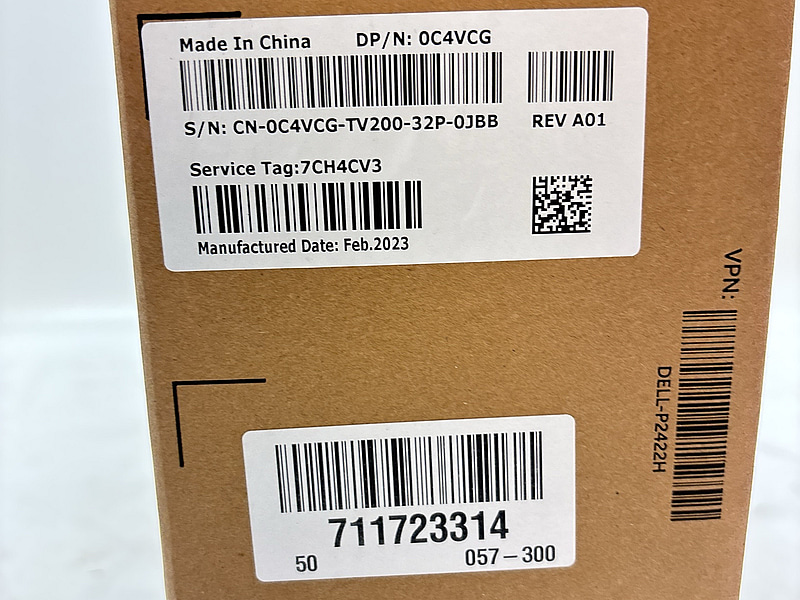 Made In China DP/N: 0C4VCG
S/N: CN-0C4VCG-TV200-32P-0JBB REV A01
Service Tag:7CH4CV3
Manufactured Date: Feb.2023
VPN:
DELL-P2422H
711723314
50 057-300